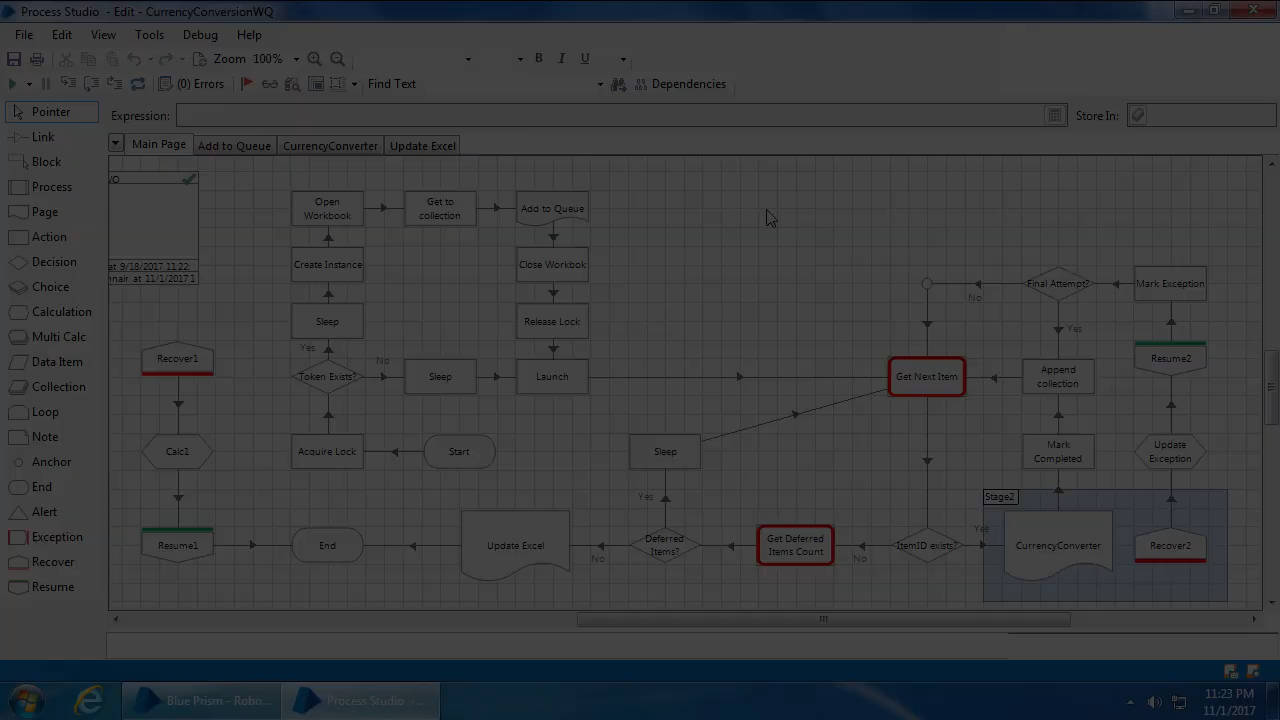 Process Studio - Edit - CurrencyConversionWQ
File Edit View Tools Debug Help
Zoom 100% B I U
(0) Errors Find Text Dependencies
Pointer
Link
Block
Process
Page
Action
Decision
Choice
Calculation
Multi Calc
Data Item
Collection
Loop
Note
Anchor
End
Alert
Exception
Recover
Resume
Expression: Store In:
Main Page Add to Queue CurrencyConverter Update Excel
at 9/18/2017 11:22:
nnair at 11/1/2017 1
Open
Workbook
Get to
collection
Add to Queue
Create Instance
Close Workbok
Sleep
Release Lock
Yes
No
Token Exists?
Sleep
Launch
Get Next Item
Append
collection
Final Attempt?
Mark Exception
No
Yes
Resume2
Recover1
Calc1
Acquire Lock
Start
Sleep
Mark
Completed
Update
Exception
Yes
Stage2
Resume1
End
Update Excel
No
Deferred
Items?
Get Deferred
Items Count
No
ItemID exists?
Yes
CurrencyConverter
Recover2
Blue Prism - Robo...
Process Studio -...
11:23 PM
11/1/2017